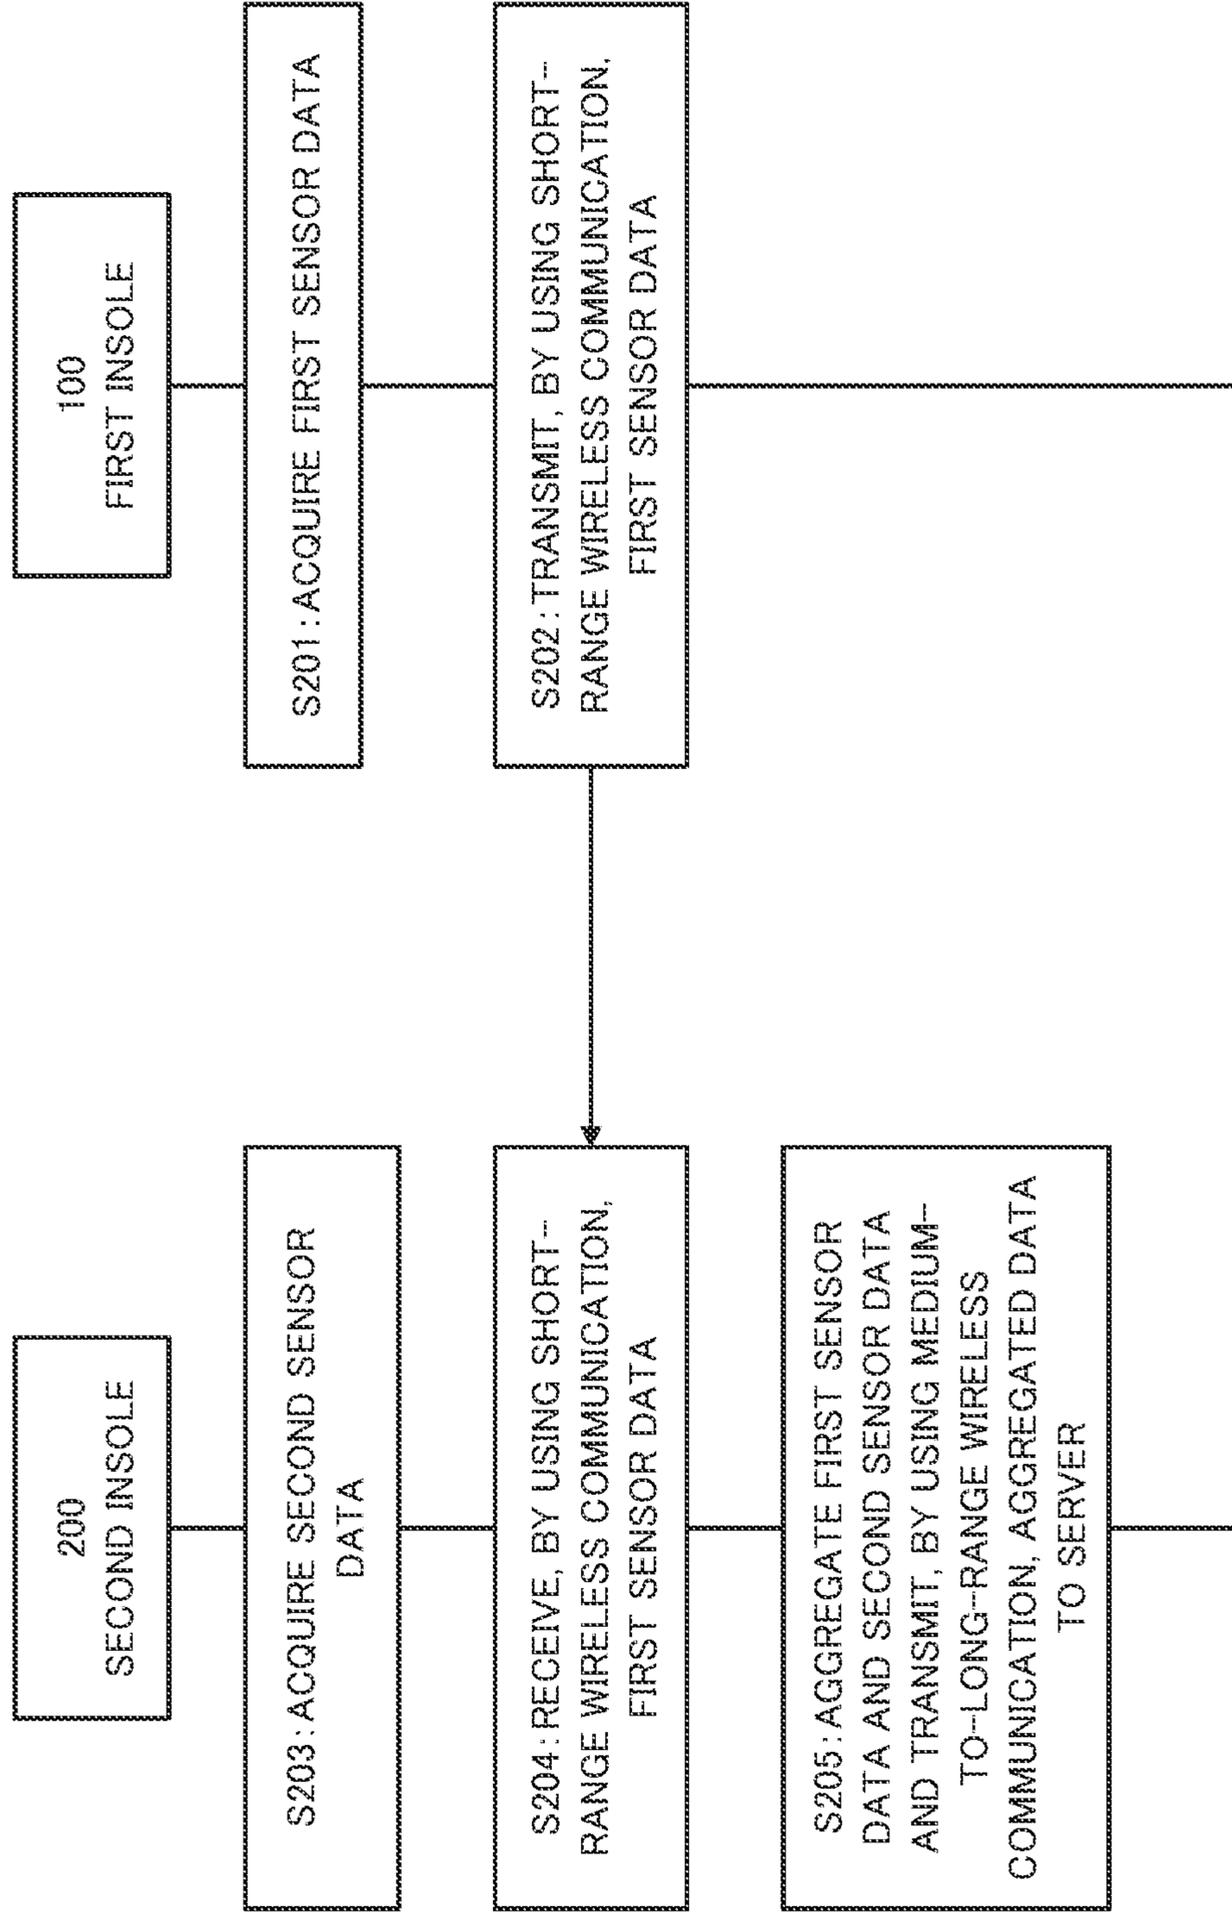 200
SECOND INSOLE
100
FIRST INSOLE
S203 : ACQUIRE SECOND SENSOR
DATA
S201 : ACQUIRE FIRST SENSOR DATA
S204 : RECEIVE, BY USING SHORT-
RANGE WIRELESS COMMUNICATION,
FIRST SENSOR DATA
S202 : TRANSMIT, BY USING SHORT-
RANGE WIRELESS COMMUNICATION,
FIRST SENSOR DATA
S205 : AGGREGATE FIRST SENSOR
DATA AND SECOND SENSOR DATA
AND TRANSMIT, BY USING MEDIUM-
TO-LONG-RANGE WIRELESS
COMMUNICATION, AGGREGATED DATA
TO SERVER